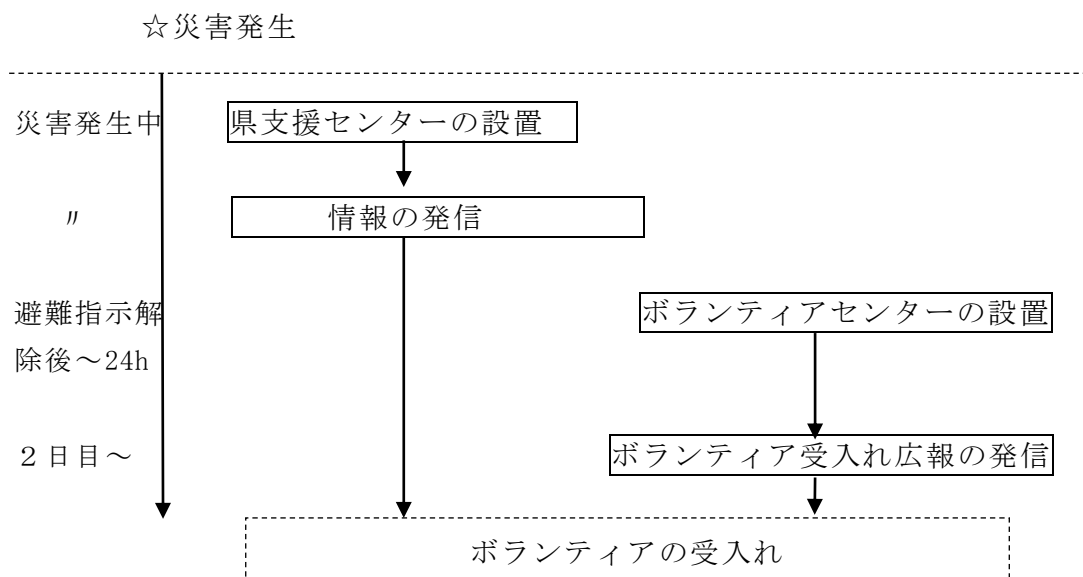 ☆災害発生
災害発生中
県支援センターの設置
〃
情報の発信
避難指示解
除後～24h
ボランティアセンターの設置
２日目～
ボランティア受入れ広報の発信
ボランティアの受入れ